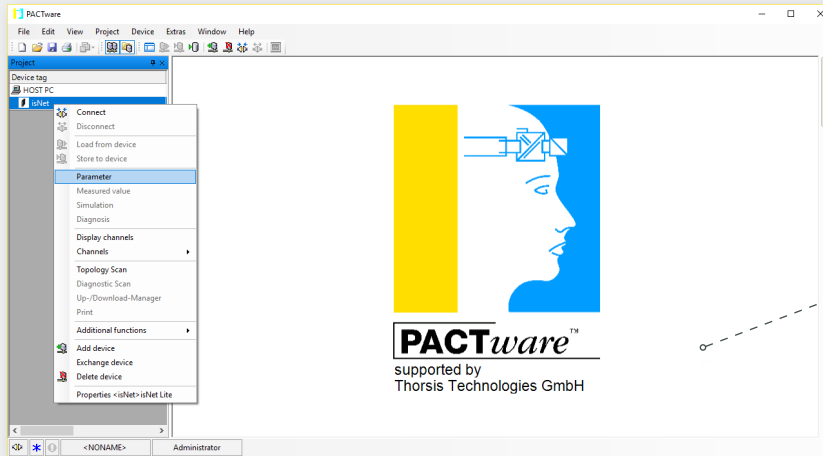 PACTware
File Edit View Project Device Extras Window Help
Project
Device tag
HOST PC
isNet
Connect
Disconnect
Load from device
Store to device
Parameter
Measured value
Simulation
Diagnosis
Display channels
Channels
Topology Scan
Diagnostic Scan
Up-/Download-Manager
Print
Additional functions
Add device
Exchange device
Delete device
Properties <isNet>isNet Lite
PACTware™
supported by
Thorsis Technologies GmbH
<NONAME> Administrator